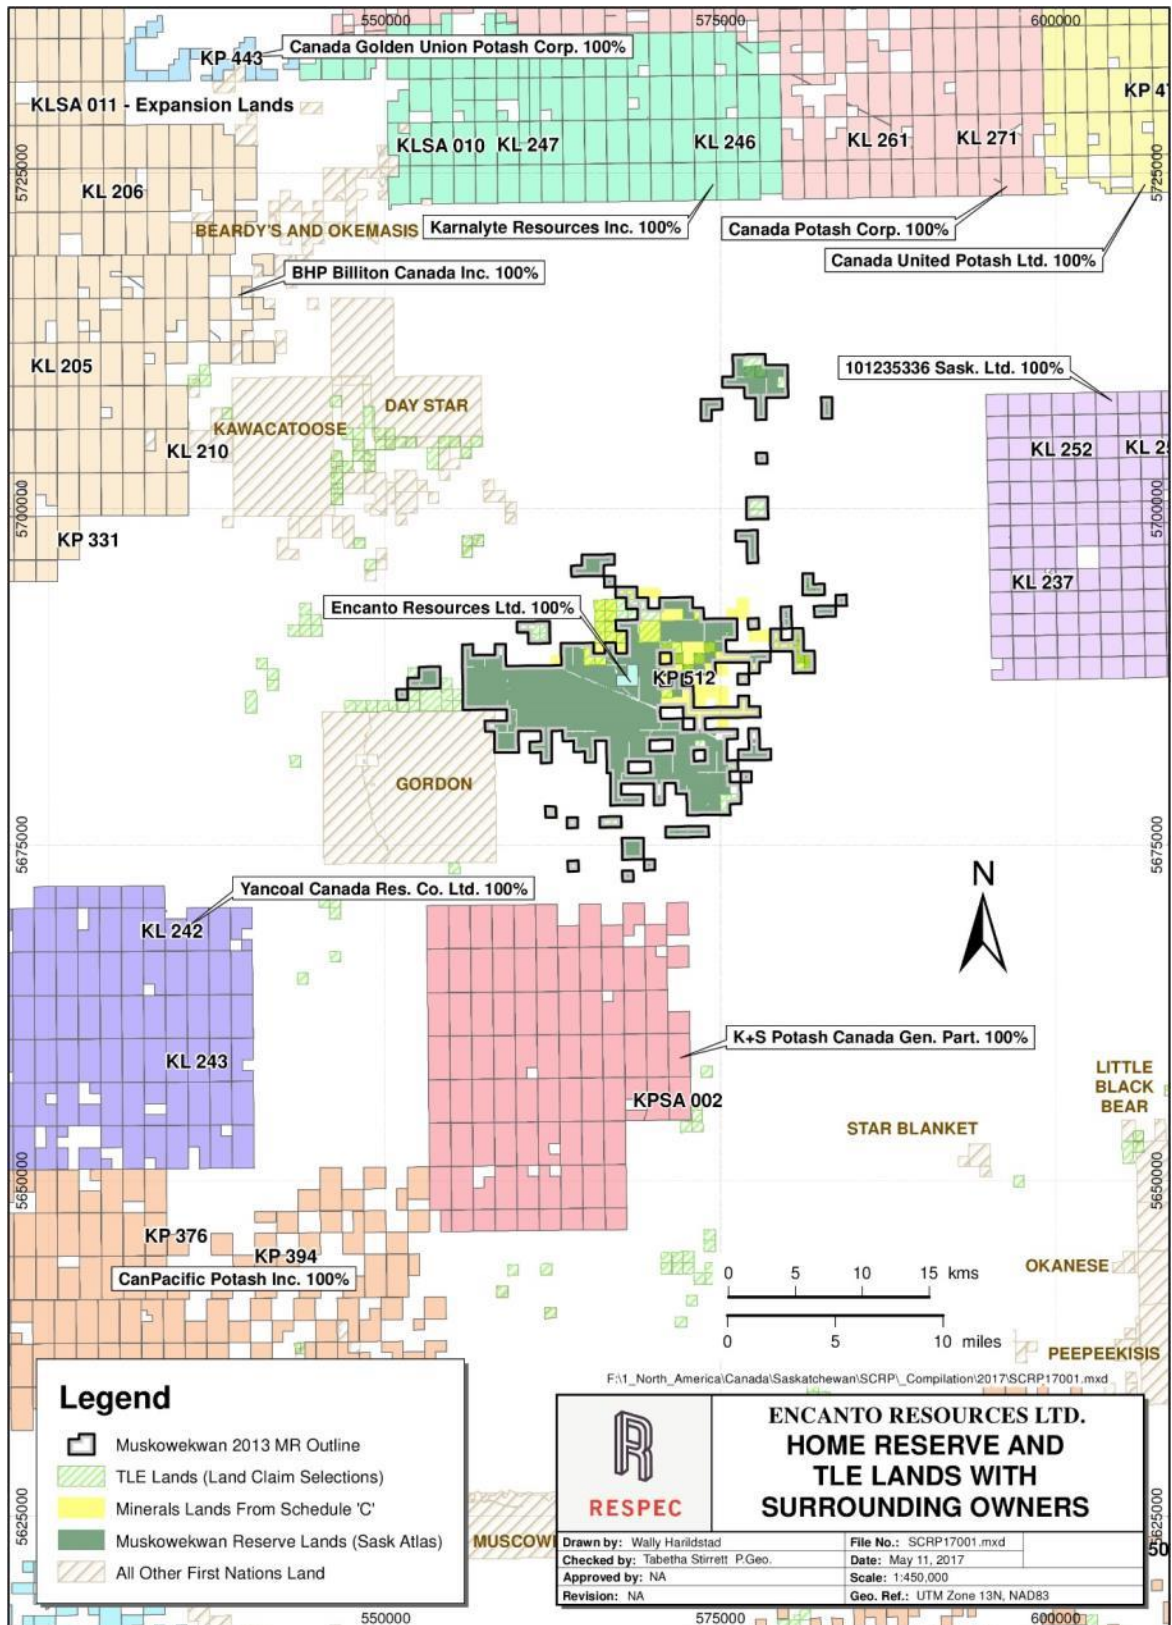 550000
575000
600000
KP 443
Canada Golden Union Potash Corp. 100%
KLSA 011 - Expansion Lands
KLSA 010
KL 247
KL 246
KL 261
KL 271
5725000
KL 206
5725000
BEARDY'S AND OKEMASIS
Karnalyte Resources Inc. 100%
Canada Potash Corp. 100%
Canada United Potash Ltd. 100%
BHP Billiton Canada Inc. 100%
KL 205
101235336 Sask. Ltd. 100%
DAY STAR
KAWACATOOSE
KL 210
KL 252
5700000
5700000
KP 331
KL 237
Encanto Resources Ltd. 100%
KP 512
GORDON
5675000
5675000
N
Yancoal Canada Res. Co. Ltd. 100%
KL 242
K+S Potash Canada Gen. Part. 100%
KL 243
KPSA 002
LITTLE
BLACK
BEAR
STAR BLANKET
5650000
5650000
KP 376
KP 394
CanPacific Potash Inc. 100%
OKANESE
0 5 10 15 kms
0 5 10 miles
PEEPEEKISIS
F:\1_North_America\Canada\Saskatchewan\SCRP\_Compilation\2017\SCRP17001.mxd
Legend
Muskowekwan 2013 MR Outline
TLE Lands (Land Claim Selections)
Minerals Lands From Schedule 'C'
Muskowekwan Reserve Lands (Sask Atlas)
All Other First Nations Land
RESPEC
ENCANTO RESOURCES LTD.
HOME RESERVE AND
TLE LANDS WITH
SURROUNDING OWNERS
Drawn by: Wally Harildstad
File No.: SCRP17001.mxd
Checked by: Tabetha Stirrett P.Geo.
Date: May 11, 2017
Approved by: NA
Scale: 1:450,000
Revision: NA
Geo. Ref.: UTM Zone 13N, NAD83
5625000
5625000
550000
575000
600000